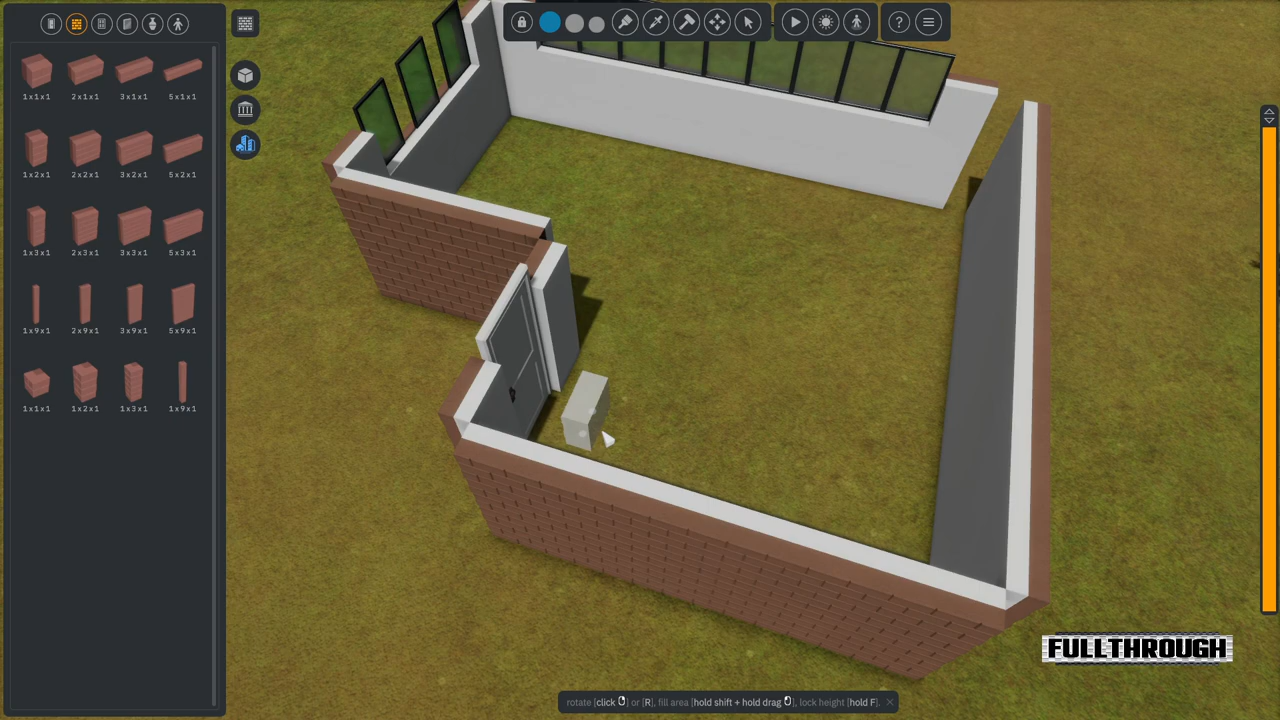 1x1x1 2x1x1 3x1x1 5x1x1
1x2x1 2x2x1 3x2x1 5x2x1
1x3x1 2x3x1 3x3x1 5x3x1
1x9x1 2x9x1 3x9x1 5x9x1
1x1x1 1x2x1 1x3x1 1x9x1
?
FULLTHROUGH
rotate [click] or [R], fill area [hold shift + hold drag], lock height [hold F].